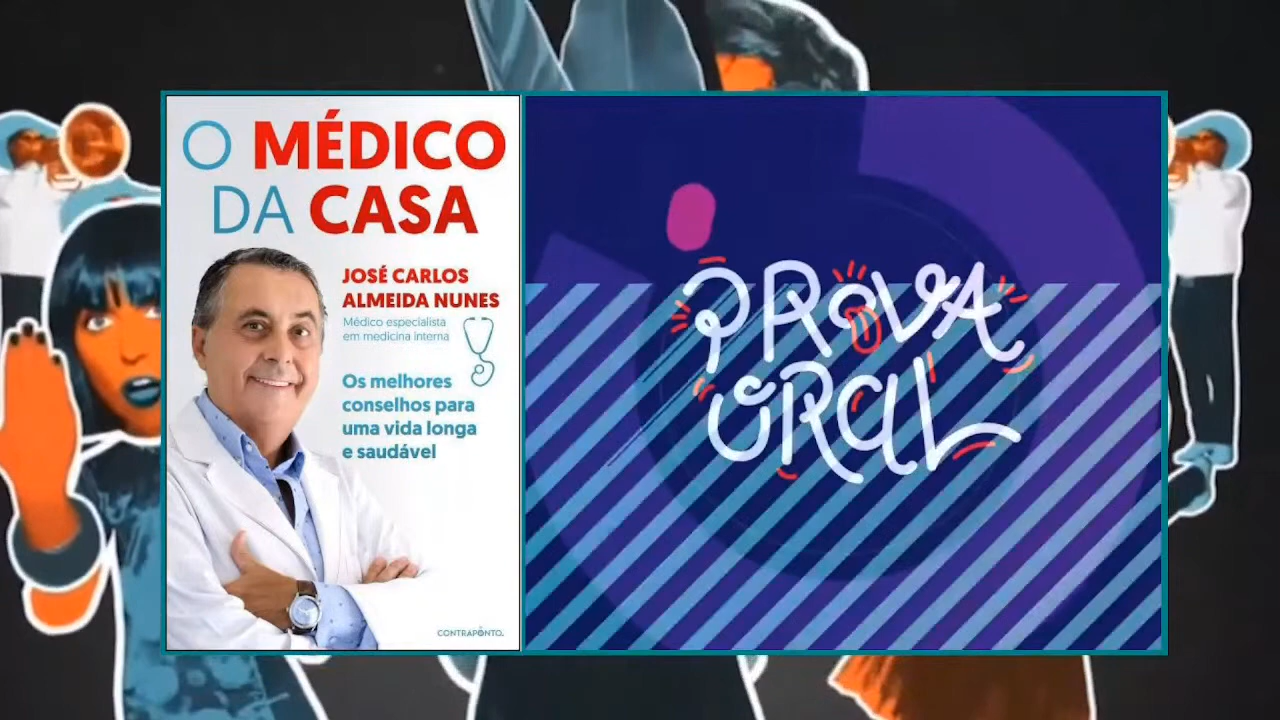 O MÉDICO
DA CASA
JOSÉ CARLOS
ALMEIDA NUNES
Médico especialista
em medicina interna
Os melhores
conselhos para
uma vida longa
e saudável
CONTRAPONTO.
PROVA
ORAL